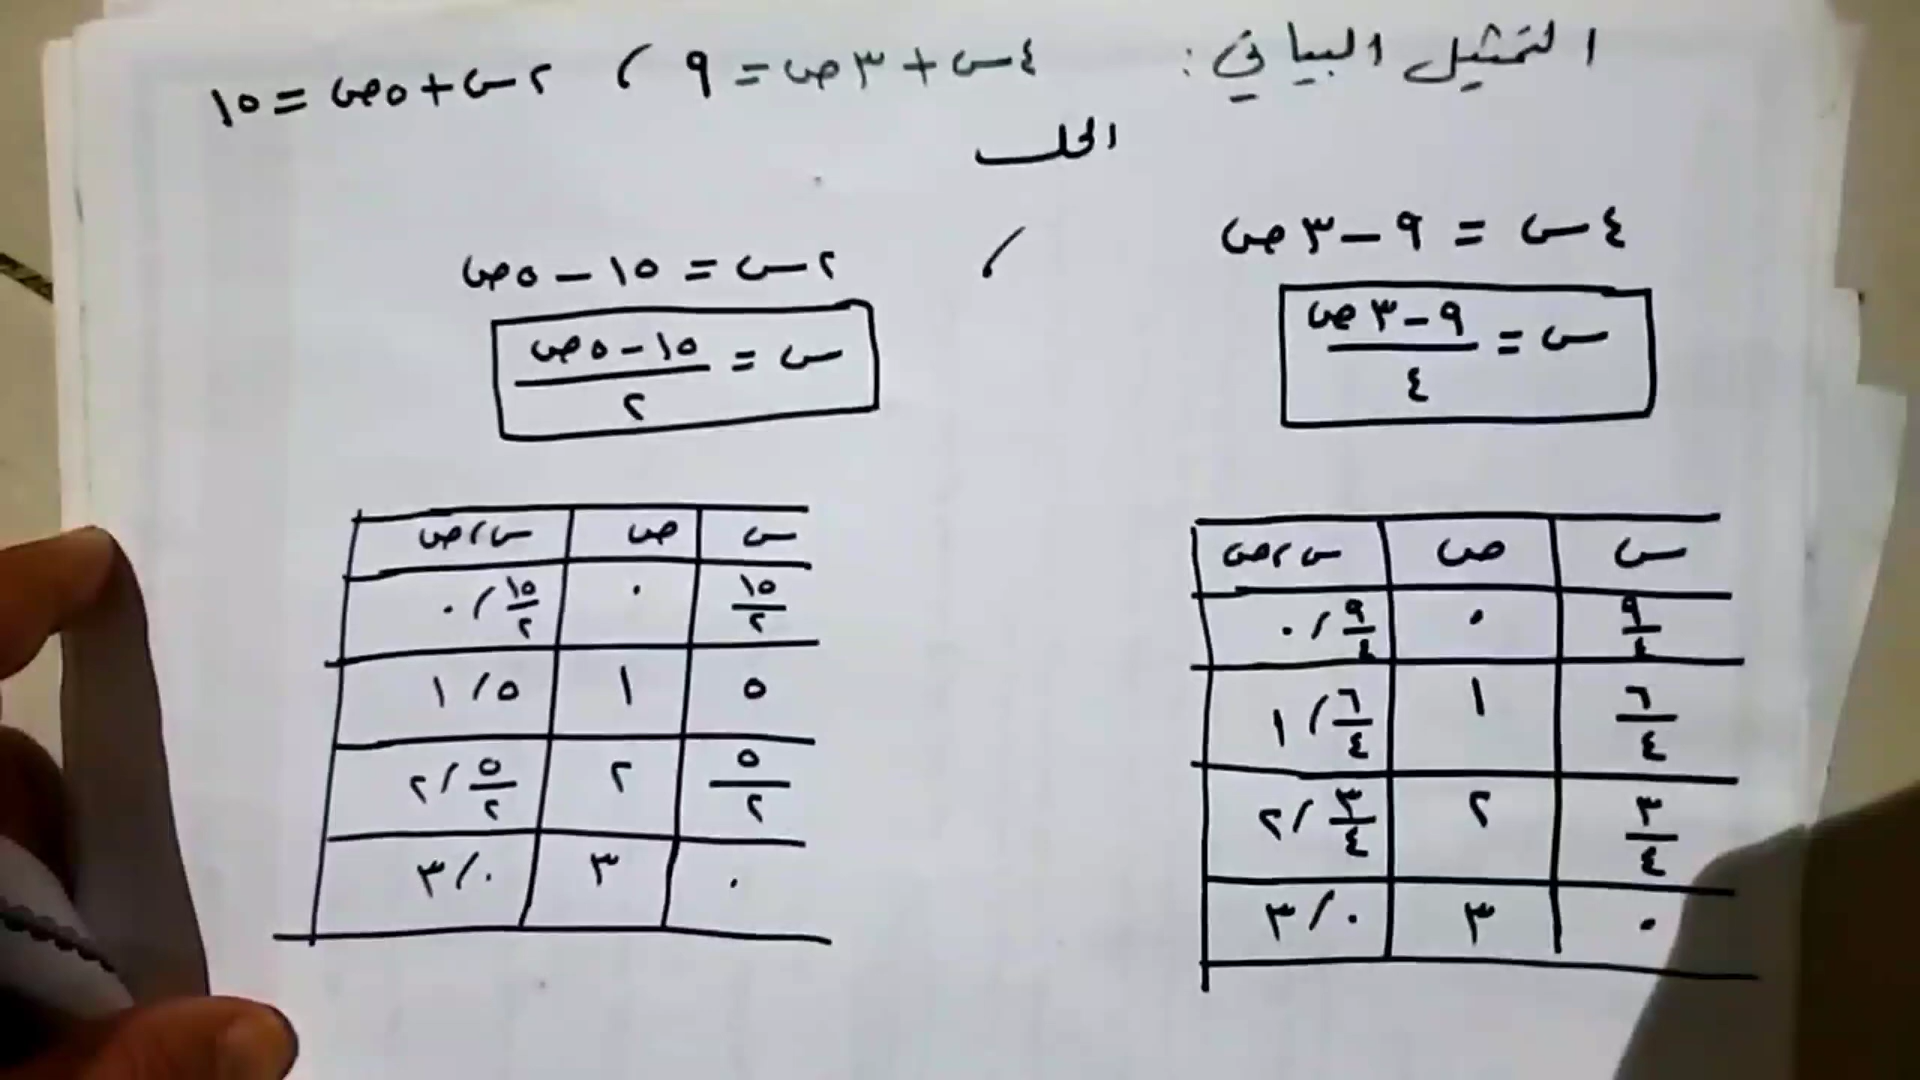 التمثيل البياني: ٤س + ٣ص = ٩ ، ٢س + ٥ص = ١٥
الحل
٤س = ٩ - ٣ص ، ٢س = ١٥ - ٥ص
س = (٩ - ٣ص)/٤
س = (١٥ - ٥ص)/٢
س ص س،ص
٩/٤ ٠ ٩/٤ ، ٠
٦/٤ ١ ٦/٤ ، ١
٣/٤ ٢ ٣/٤ ، ٢
٠ ٣ ٠ ، ٣
س ص س،ص
١٥/٢ ٠ ١٥/٢ ، ٠
٥ ١ ٥ ، ١
٥/٢ ٢ ٥/٢ ، ٢
٠ ٣ ٠ ، ٣